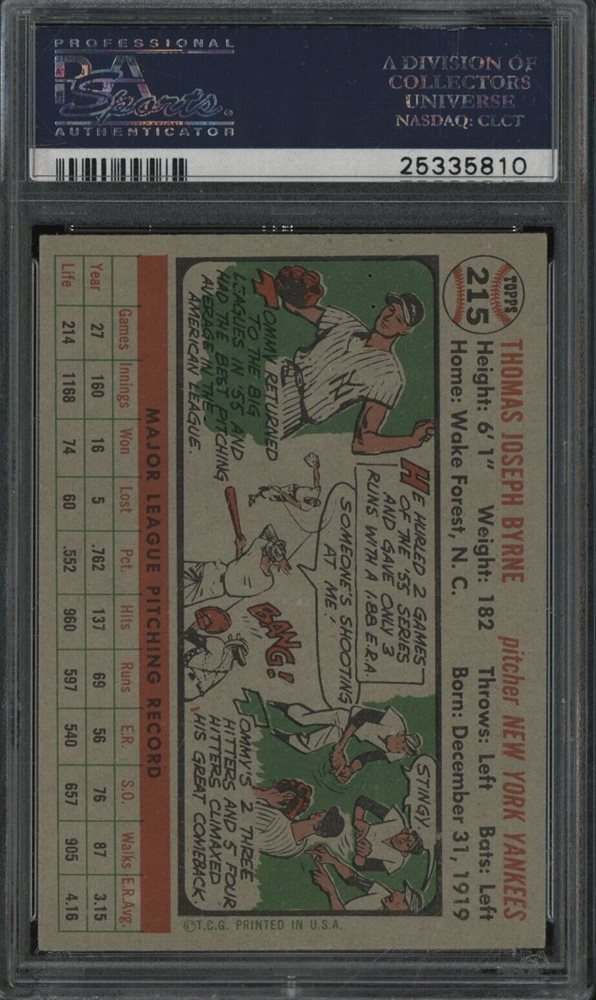 PROFESSIONAL
PSA
Sports
AUTHENTICATOR
A DIVISION OF
COLLECTORS
UNIVERSE
NASDAQ: CLCT
25335810
TOPPS
215
THOMAS JOSEPH BYRNE pitcher NEW YORK YANKEES
Height: 6' 1" Weight: 182 Throws: Left Bats: Left
Home: Wake Forest, N. C. Born: December 31, 1919
TOMMY RETURNED
TO THE BIG
LEAGUES IN '55 AND
HAD THE BEST PITCHING
AVERAGE IN THE
AMERICAN LEAGUE.
HE HURLED 2 GAMES
OF THE '55 SERIES
AND GAVE ONLY 3
RUNS WITH A 1.88 E.R.A.
SOMEONE'S SHOOTING
AT ME!
BANG!
STINGY.
TOMMY'S 2 THREE
HITTERS AND 5 FOUR
HITTERS CLIMAXED
HIS GREAT COMEBACK.
©T.C.G. PRINTED IN U.S.A.
MAJOR LEAGUE PITCHING RECORD
Games Innings Won Lost Pct. Hits Runs E.R. S.O. Walks E.R.Avg.
Year 27 160 16 5 .762 137 69 56 76 87 3.15
Life 214 1168 74 60 .552 960 597 540 657 905 4.16